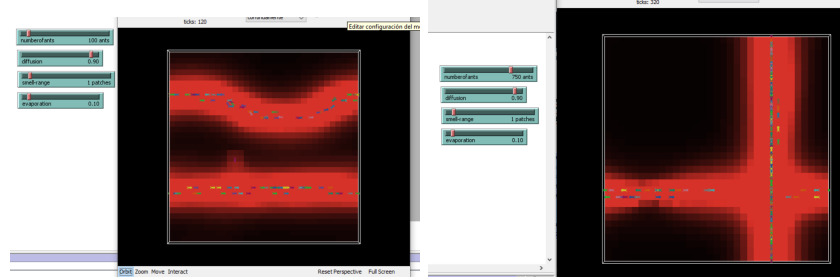 ticks: 120
continuamente
Editar configuración del m
numberofants 100 ants
diffusion 0.90
smell-range 1 patches
evaporation 0.10
Orbit Zoom Move Interact Reset Perspective Full Screen
ticks: 320
numberofants 750 ants
diffusion 0.90
smell-range 1 patches
evaporation 0.10